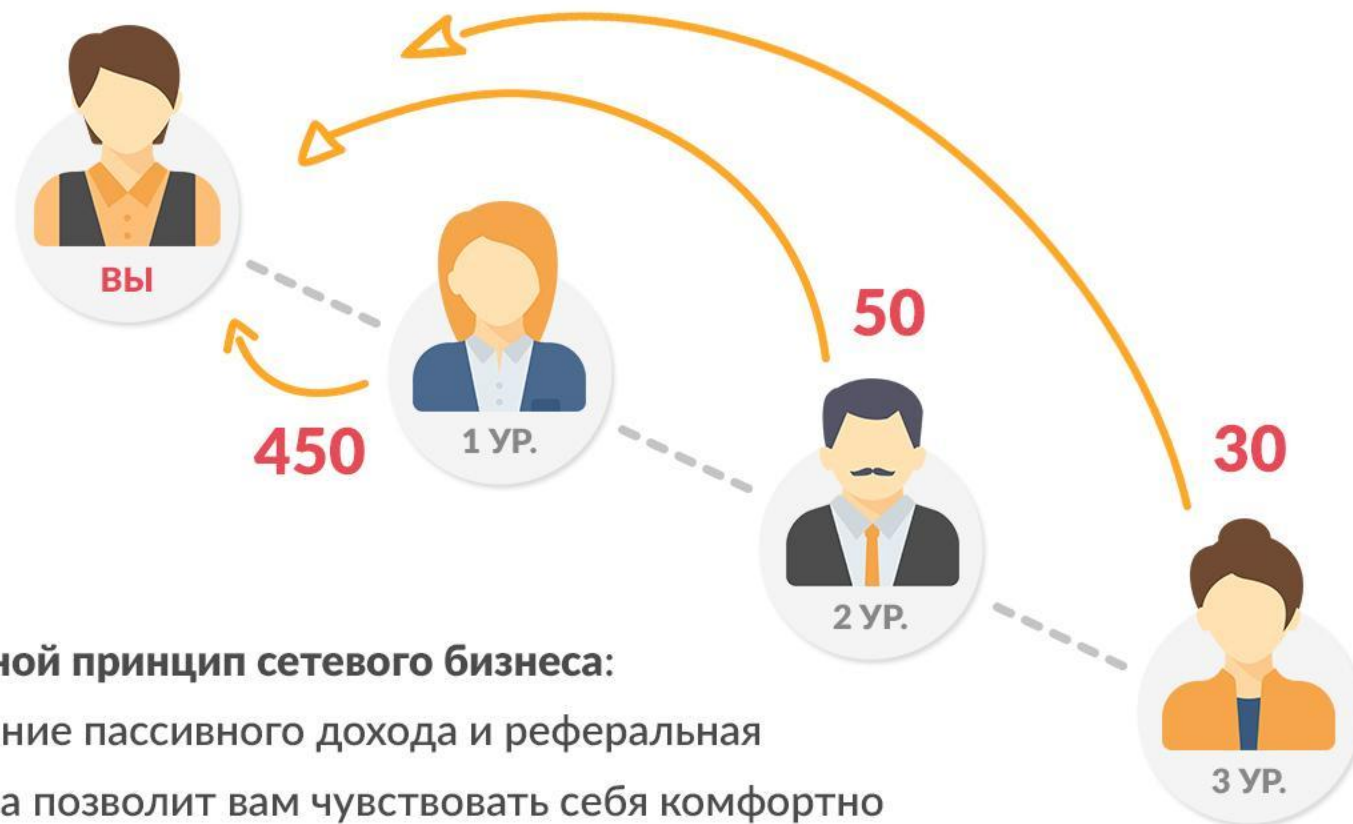 ВЫ
50
1 УР.
450
30
2 УР.
ной принцип сетевого бизнеса:
ние пассивного дохода и реферальная
3 УР.
а позволит вам чувствовать себя комфортно